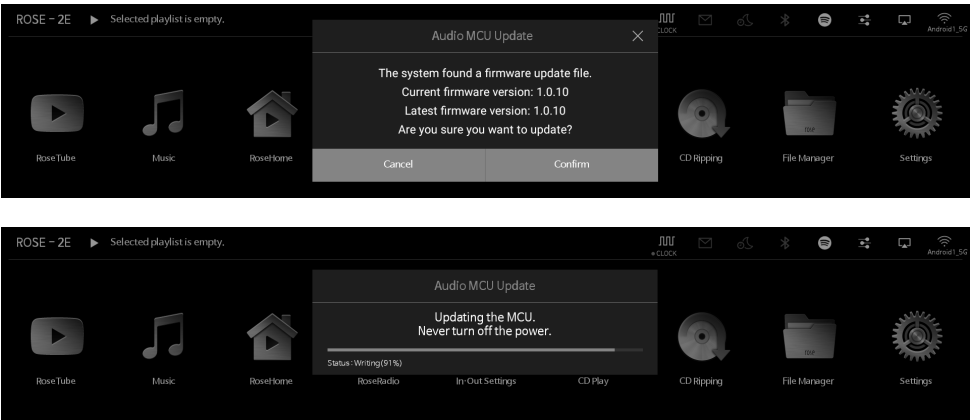 ROSE - 2E ▶ Selected playlist is empty.
CLOCK
Android1_5G
Audio MCU Update
The system found a firmware update file.
Current firmware version: 1.0.10
Latest firmware version: 1.0.10
Are you sure you want to update?
Cancel Confirm
RoseTube Music RoseHome CD Ripping File Manager Settings
ROSE - 2E ▶ Selected playlist is empty.
CLOCK
Android1_5G
Audio MCU Update
Updating the MCU.
Never turn off the power.
Status : Writing(91%)
RoseTube Music RoseHome RoseRadio In-Out Settings CD Play CD Ripping File Manager Settings